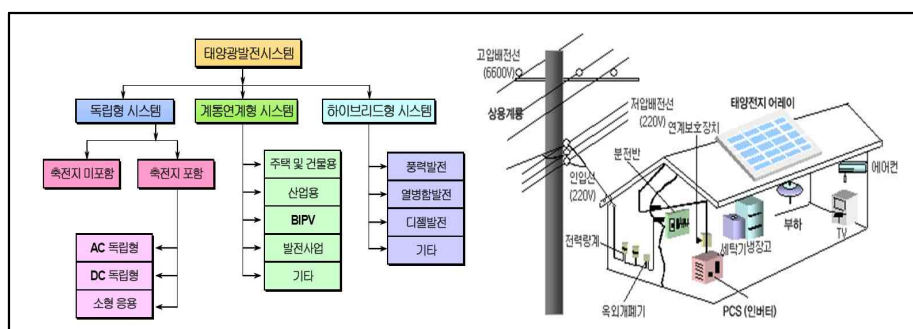 태양광발전시스템
독립형 시스템
계통연계형 시스템
하이브리드형 시스템
축전지 미포함
축전지 포함
AC 독립형
DC 독립형
소형 응용
주택 및 건물용
산업용
BIPV
발전사업
기타
풍력발전
열병합발전
디젤발전
기타
고압배전선
(6600V)
상용계통
저압배전선
(220V)
연계보호장치
태양전지 어레이
분전반
인입선
(220V)
에어컨
부하
TV
세탁기
냉장고
전력량계
옥외개폐기
PCS (인버터)